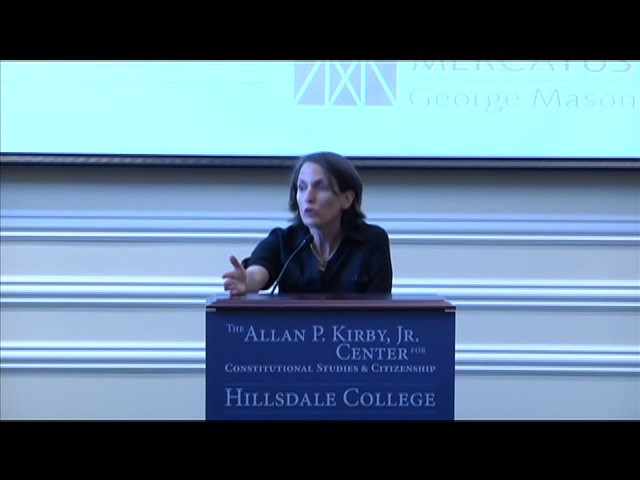 MERCATUS
George Mason
THE ALLAN P. KIRBY, JR.
CENTER FOR
CONSTITUTIONAL STUDIES & CITIZENSHIP
HILLSDALE COLLEGE